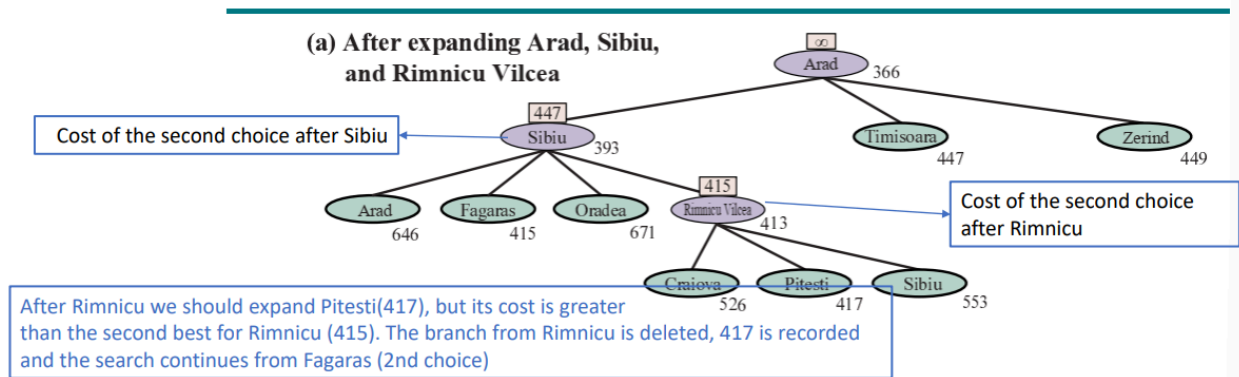 (a) After expanding Arad, Sibiu,
and Rimnicu Vilcea
∞
Arad
366
447
Cost of the second choice after Sibiu
Sibiu
393
Timisoara
447
Zerind
449
415
Arad
646
Fagaras
415
Oradea
671
Rimnicu Vilcea
413
Cost of the second choice
after Rimnicu
Craiova
526
Pitesti
417
Sibiu
553
After Rimnicu we should expand Pitesti(417), but its cost is greater
than the second best for Rimnicu (415). The branch from Rimnicu is deleted, 417 is recorded
and the search continues from Fagaras (2nd choice)